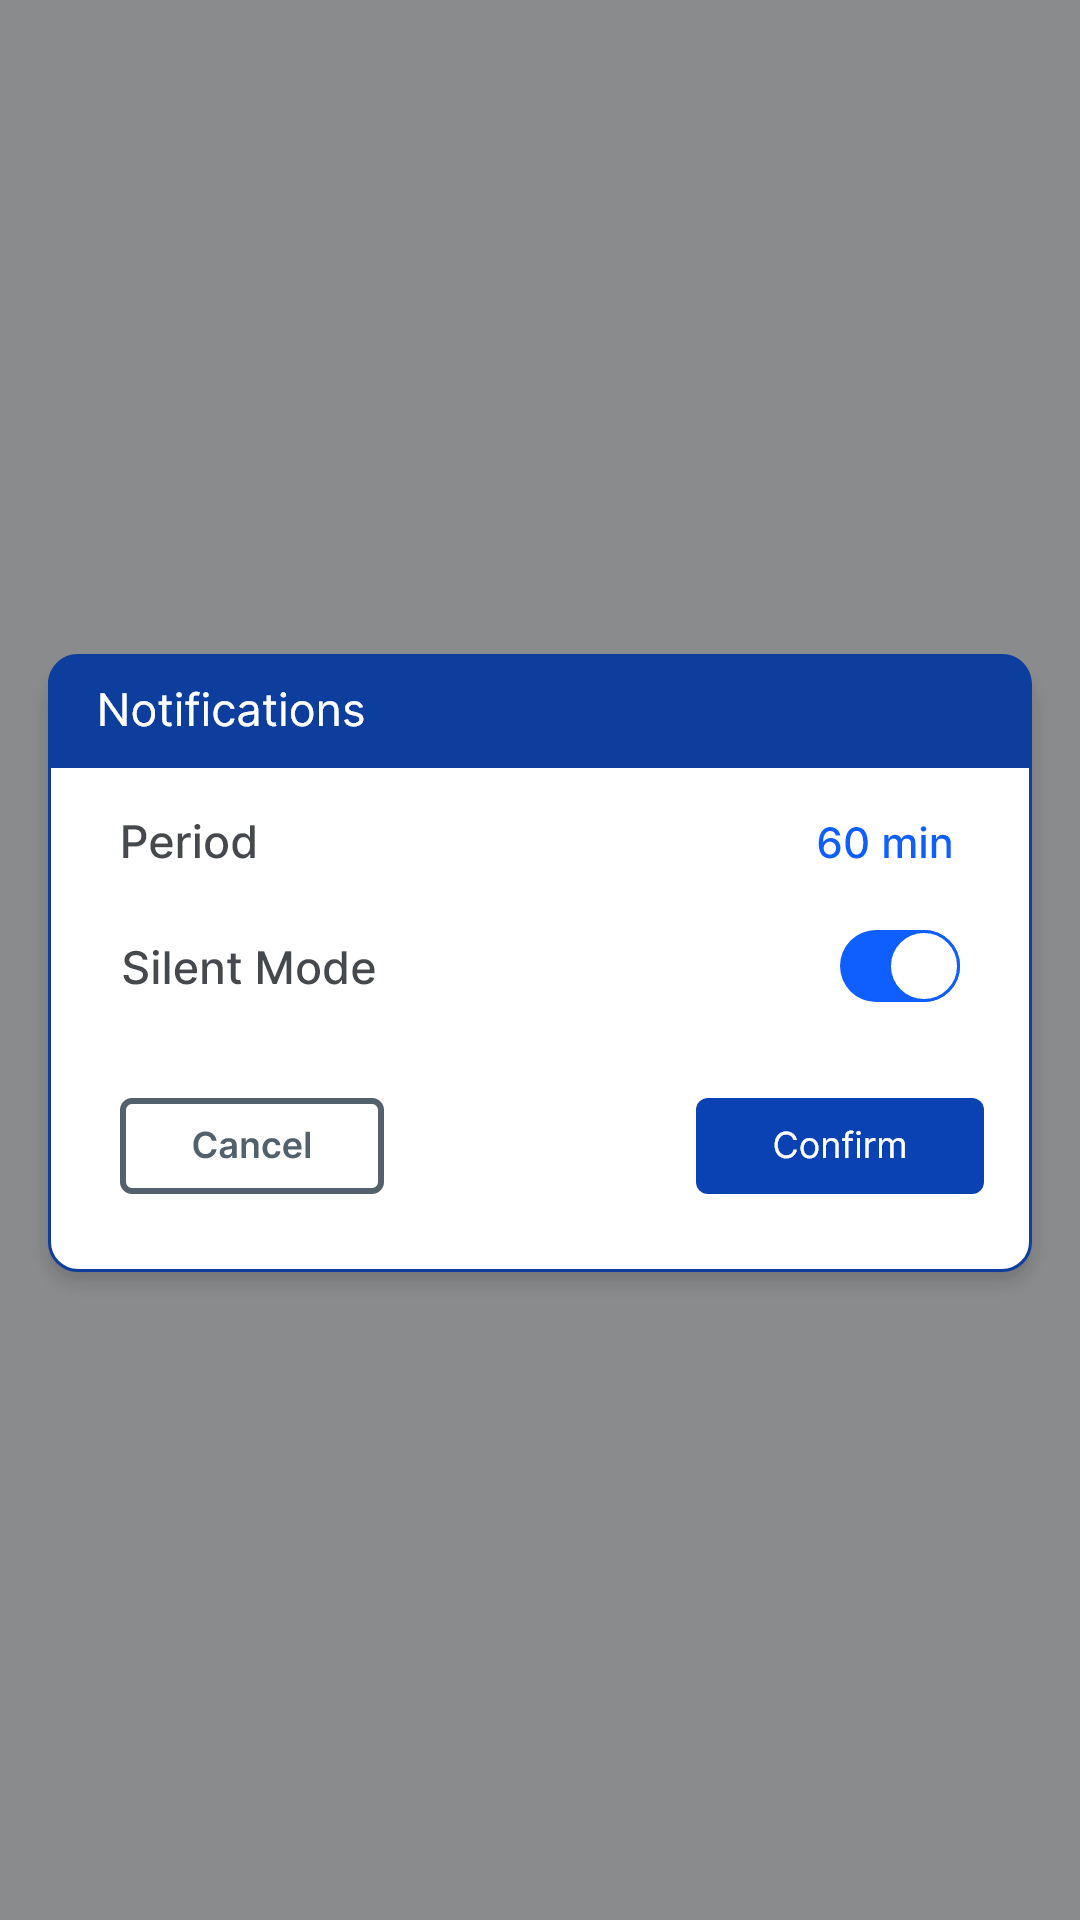 Notifications
Period 60 min
Silent Mode
Cancel Confirm